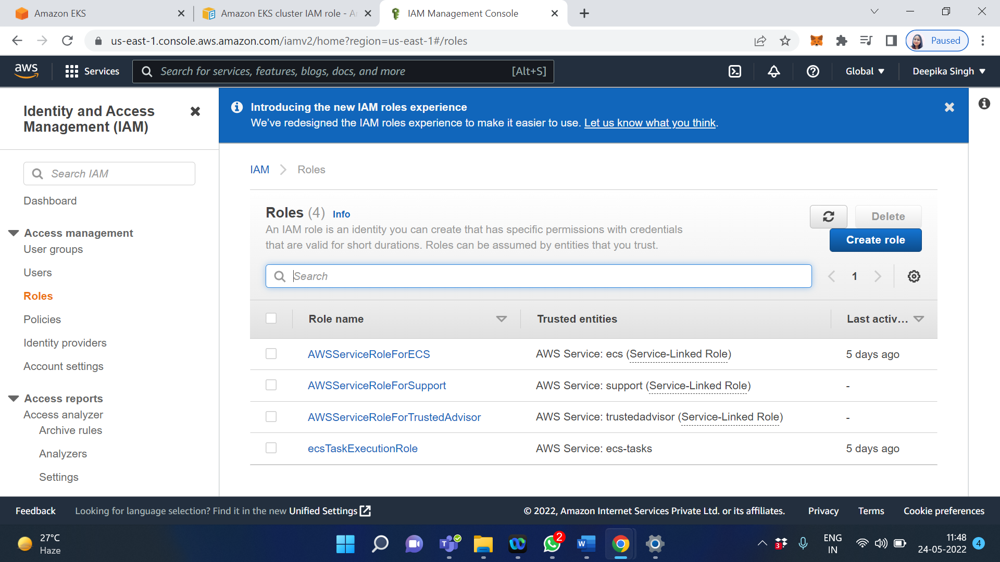 Amazon EKS
Amazon EKS cluster IAM role - A
IAM Management Console
us-east-1.console.aws.amazon.com/iamv2/home?region=us-east-1#/roles
Paused
aws
Services
Search for services, features, blogs, docs, and more
[Alt+S]
Global
Deepika Singh
Identity and Access
Management (IAM)
Search IAM
Dashboard
Access management
User groups
Users
Roles
Policies
Identity providers
Account settings
Access reports
Access analyzer
Archive rules
Analyzers
Settings
Introducing the new IAM roles experience
We've redesigned the IAM roles experience to make it easier to use. Let us know what you think.
IAM
Roles
Roles (4) Info
An IAM role is an identity you can create that has specific permissions with credentials
that are valid for short durations. Roles can be assumed by entities that you trust.
Delete
Create role
Search
1
Role name Trusted entities Last activ...
AWSServiceRoleForECS AWS Service: ecs (Service-Linked Role) 5 days ago
AWSServiceRoleForSupport AWS Service: support (Service-Linked Role) -
AWSServiceRoleForTrustedAdvisor AWS Service: trustedadvisor (Service-Linked Role) -
ecsTaskExecutionRole AWS Service: ecs-tasks 5 days ago
Feedback
Looking for language selection? Find it in the new Unified Settings
© 2022, Amazon Internet Services Private Ltd. or its affiliates.
Privacy
Terms
Cookie preferences
27°C
Haze
T
2
W
3
ENG
IN
11:48
24-05-2022
4